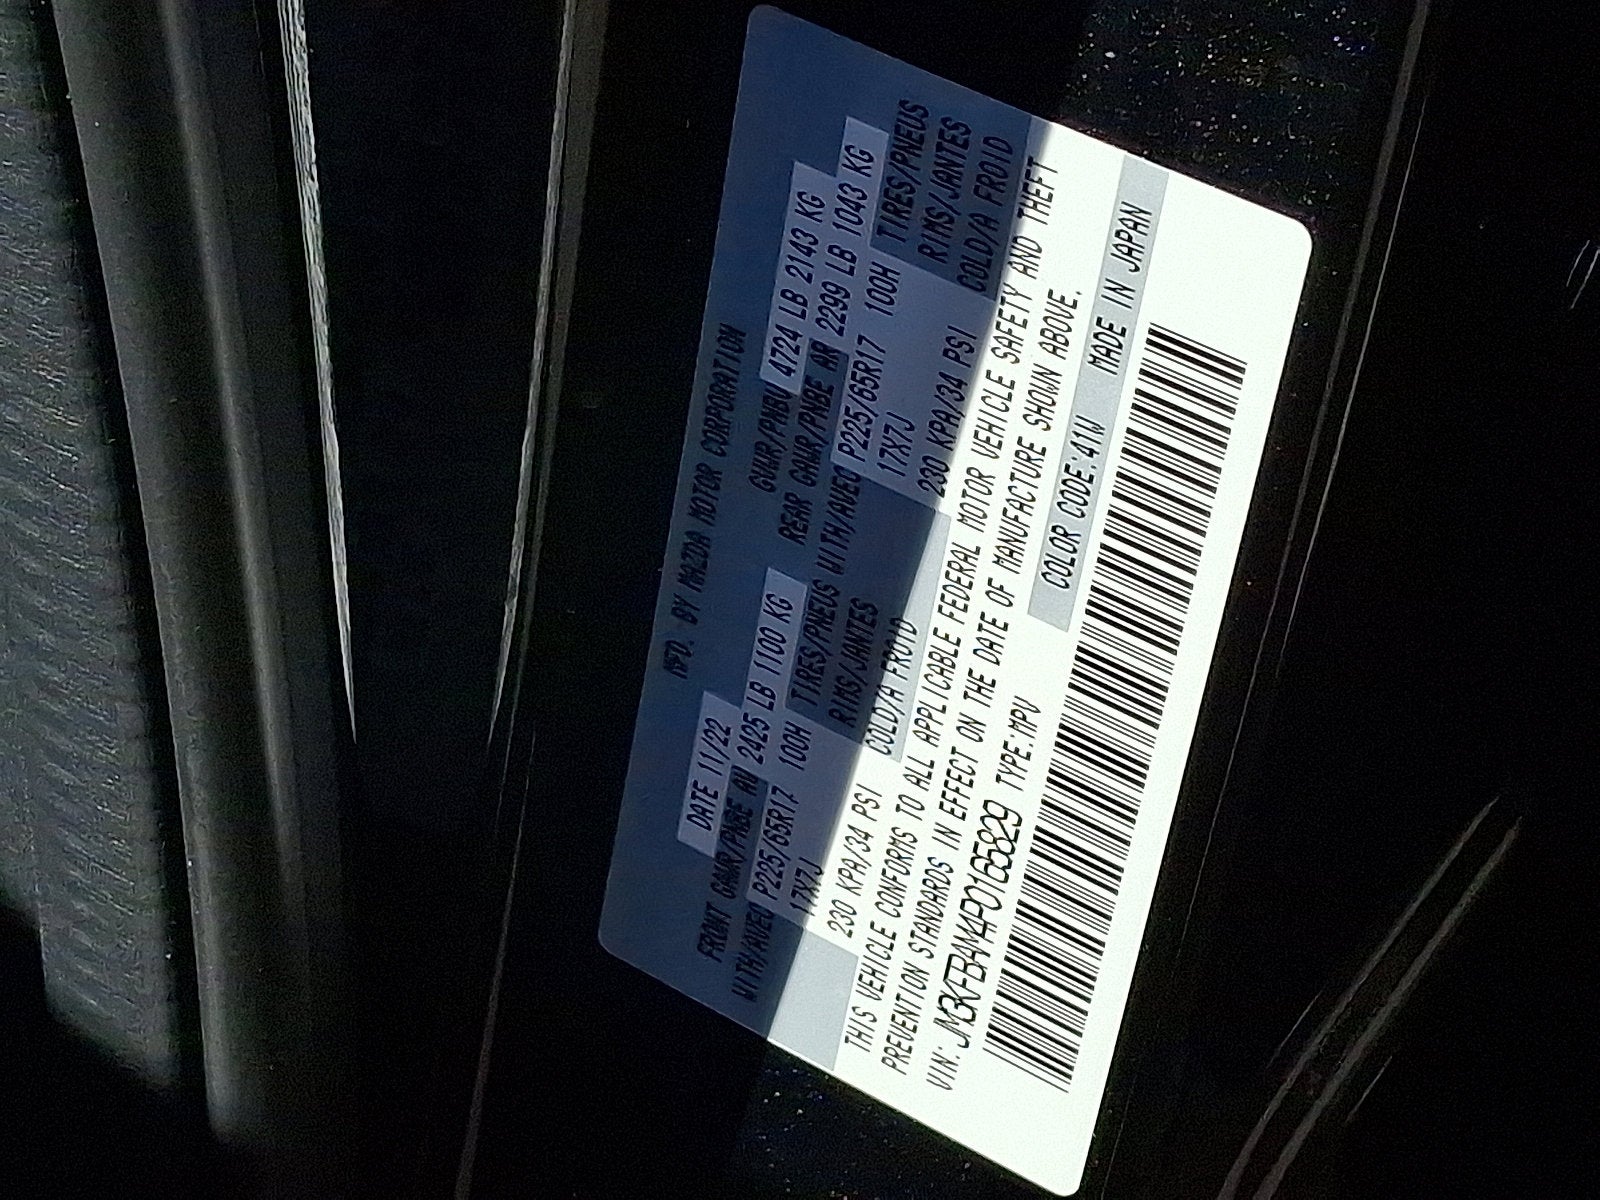 MFD. BY MAZDA MOTOR CORPORATION
DATE 11/22 GVWR/PNBV 4724 LB 2143 KG
FRONT GAWR/PNBE AV 2425 LB 1100 KG REAR GAWR/PNBE AR 2299 LB 1043 KG
WITH/AVEC P225/65R17 100H TIRES/PNEUS WITH/AVEC P225/65R17 100H TIRES/PNEUS
17X7J RIMS/JANTES 17X7J RIMS/JANTES
230 KPA/34 PSI COLD/A FROID 230 KPA/34 PSI COLD/A FROID
THIS VEHICLE CONFORMS TO ALL APPLICABLE FEDERAL MOTOR VEHICLE SAFETY AND THEFT
PREVENTION STANDARDS IN EFFECT ON THE DATE OF MANUFACTURE SHOWN ABOVE.
VIN: JM3KFBAM4P0165829 TYPE:MPV COLOR CODE:41W MADE IN JAPAN